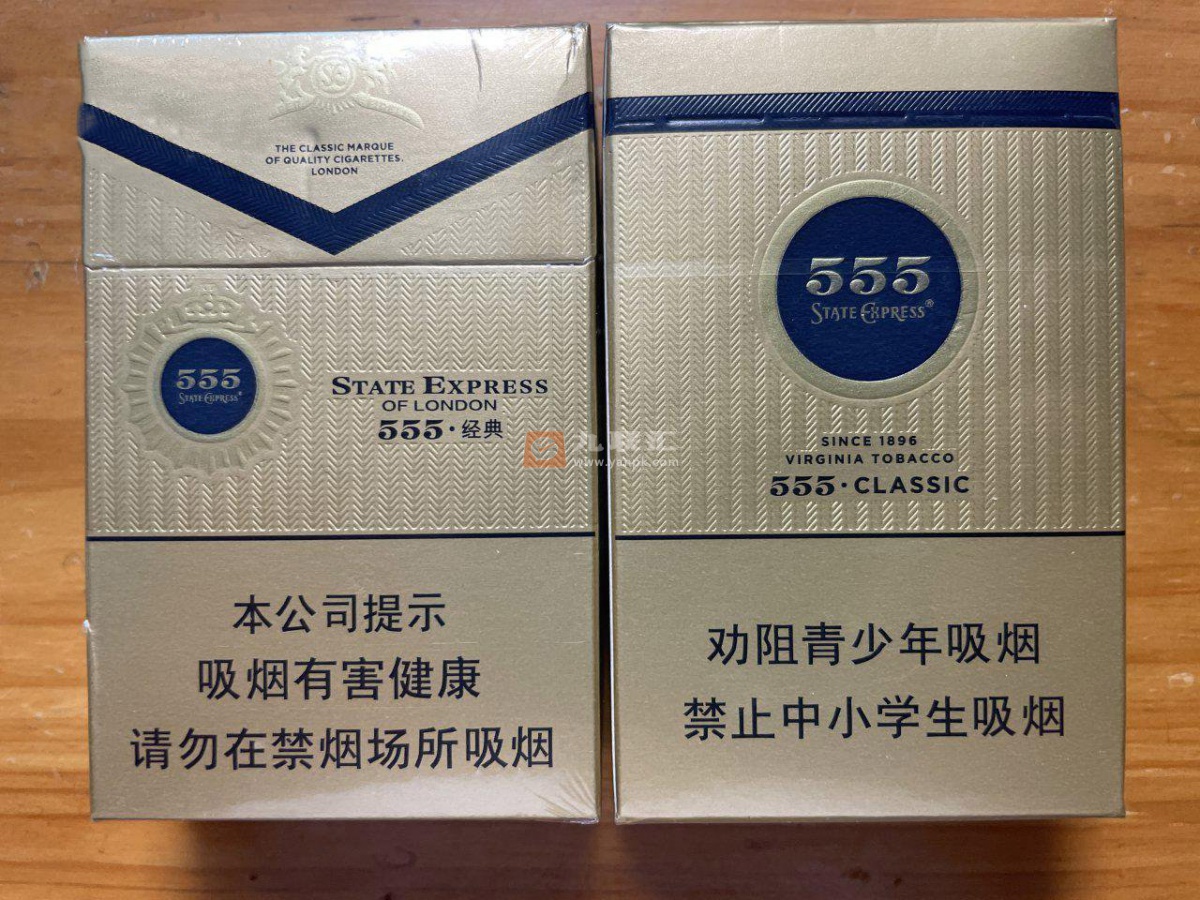 THE CLASSIC MARQUE
OF QUALITY CIGARETTES.
LONDON
555
STATE EXPRESS®
STATE EXPRESS
OF LONDON
555·经典
本公司提示
吸烟有害健康
请勿在禁烟场所吸烟
555
STATE EXPRESS®
SINCE 1896
VIRGINIA TOBACCO
555·CLASSIC
劝阻青少年吸烟
禁止中小学生吸烟
www.yanpk.com